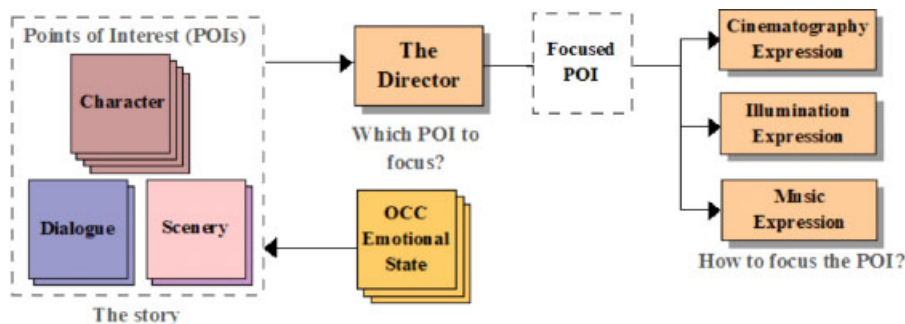 Points of Interest (POIs)
Character
Dialogue
Scenery
The story
The
Director
Which POI to
focus?
OCC
Emotional
State
Focused
POI
Cinematography
Expression
Illumination
Expression
Music
Expression
How to focus the POI?